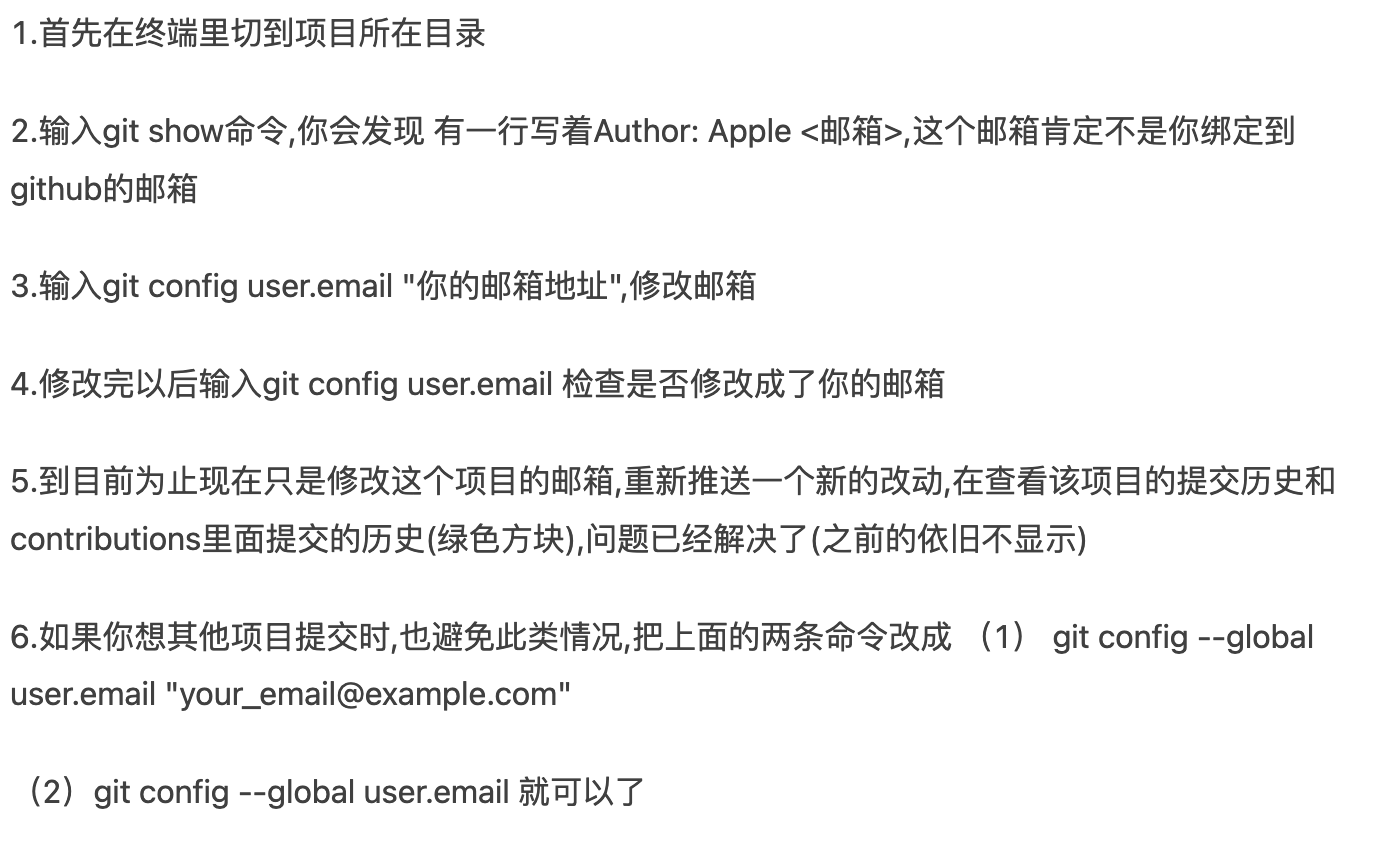 1.首先在终端里切到项目所在目录
2.输入git show命令,你会发现 有一行写着Author: Apple <邮箱>,这个邮箱肯定不是你绑定到
github的邮箱
3.输入git config user.email "你的邮箱地址",修改邮箱
4.修改完以后输入git config user.email 检查是否修改成了你的邮箱
5.到目前为止现在只是修改这个项目的邮箱,重新推送一个新的改动,在查看该项目的提交历史和
contributions里面提交的历史(绿色方块),问题已经解决了(之前的依旧不显示)
6.如果你想其他项目提交时,也避免此类情况,把上面的两条命令改成 （1） git config --global
user.email "your_email@example.com"
（2）git config --global user.email 就可以了